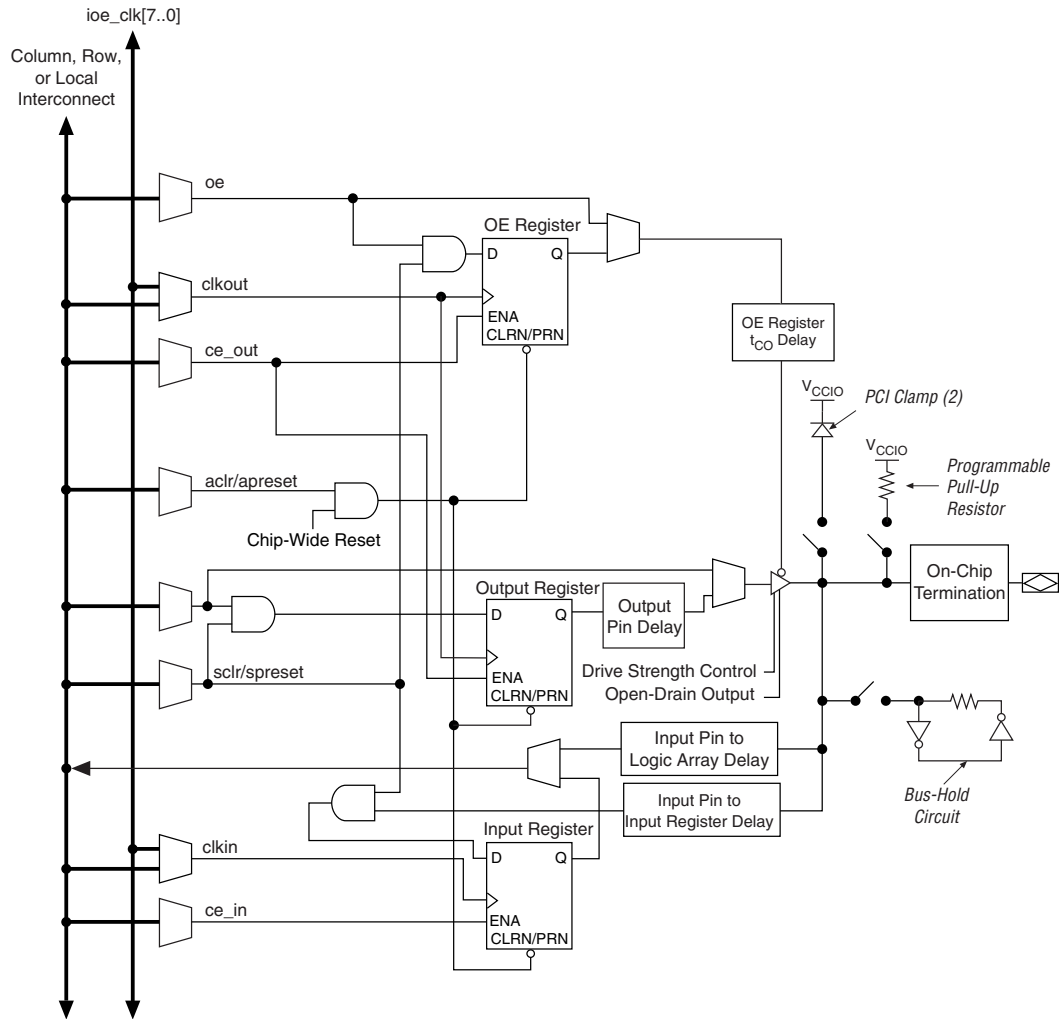 ioe_clk[7..0]
Column, Row,
or Local
Interconnect
oe
OE Register
D Q
clkout
ENA
CLRN/PRN
OE Register
tCO Delay
ce_out
VCCIO
PCI Clamp (2)
VCCIO
Programmable
Pull-Up
Resistor
aclr/apreset
Chip-Wide Reset
Output Register
D Q
ENA
CLRN/PRN
Output
Pin Delay
On-Chip
Termination
sclr/spreset
Drive Strength Control
Open-Drain Output
Input Pin to
Logic Array Delay
Input Pin to
Input Register Delay
Bus-Hold
Circuit
Input Register
D Q
clkin
ENA
CLRN/PRN
ce_in